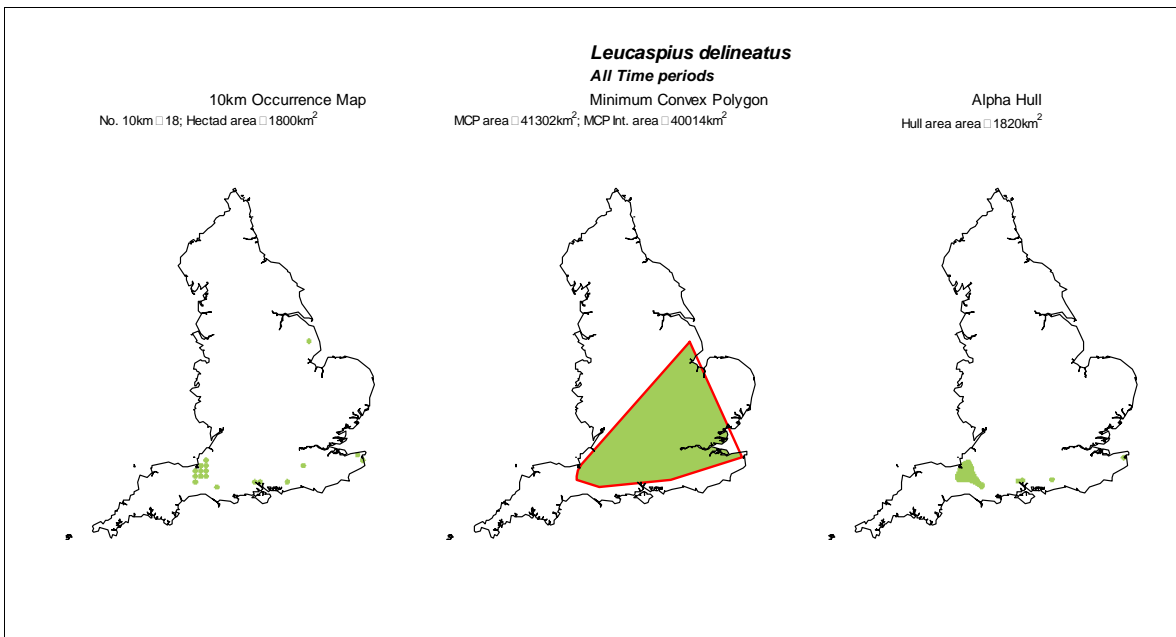 Leucaspius delineatus
All Time periods
10km Occurrence Map
No. 10km □ 18; Hectad area □ 1800km²
Minimum Convex Polygon
MCP area □ 41302km²; MCP Int. area □ 40014km²
Alpha Hull
Hull area area □ 1820km²